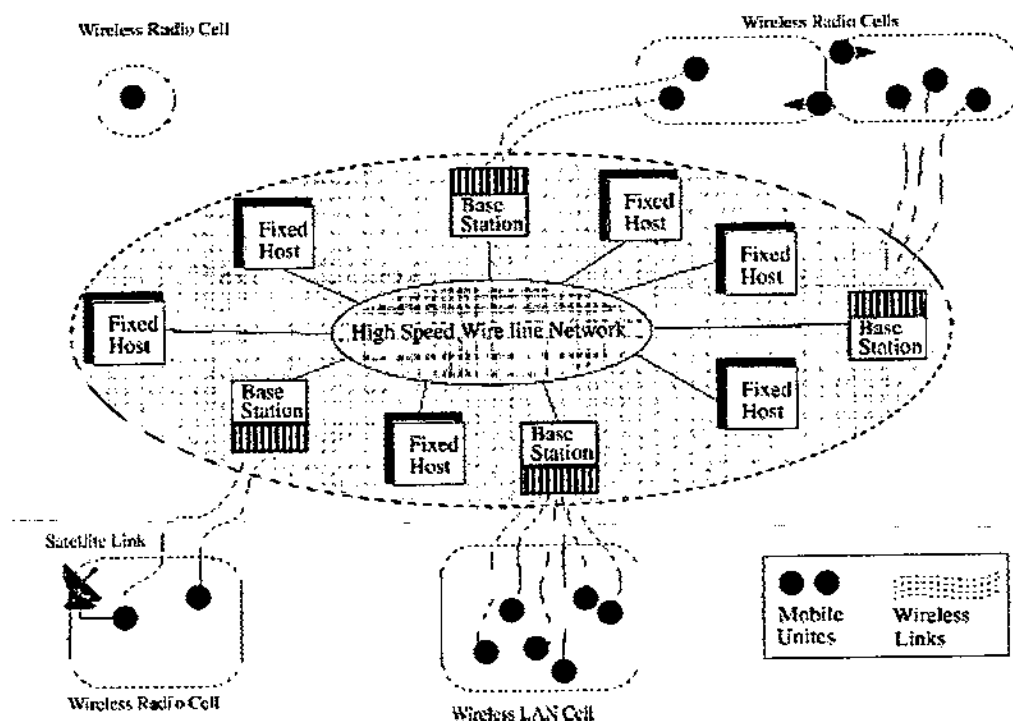 Wireless Radio Cell
Wireless Radio Cells
Base
Station
Fixed
Host
Fixed
Host
Fixed
Host
Fixed
Host
High Speed Wire line Network
Base
Station
Base
Station
Fixed
Host
Fixed
Host
Base
Station
Satellite Link
Mobile
Unites
Wireless
Links
Wireless Radio Cell
Wireless LAN Cell